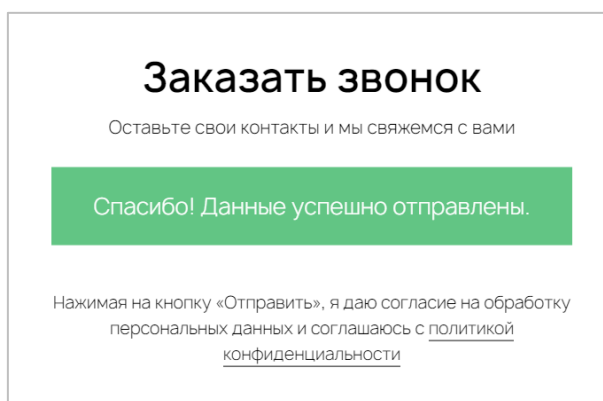 Заказать звонок
Оставьте свои контакты и мы свяжемся с вами
Спасибо! Данные успешно отправлены.
Нажимая на кнопку «Отправить», я даю согласие на обработку
персональных данных и соглашаюсь с политикой
конфиденциальности